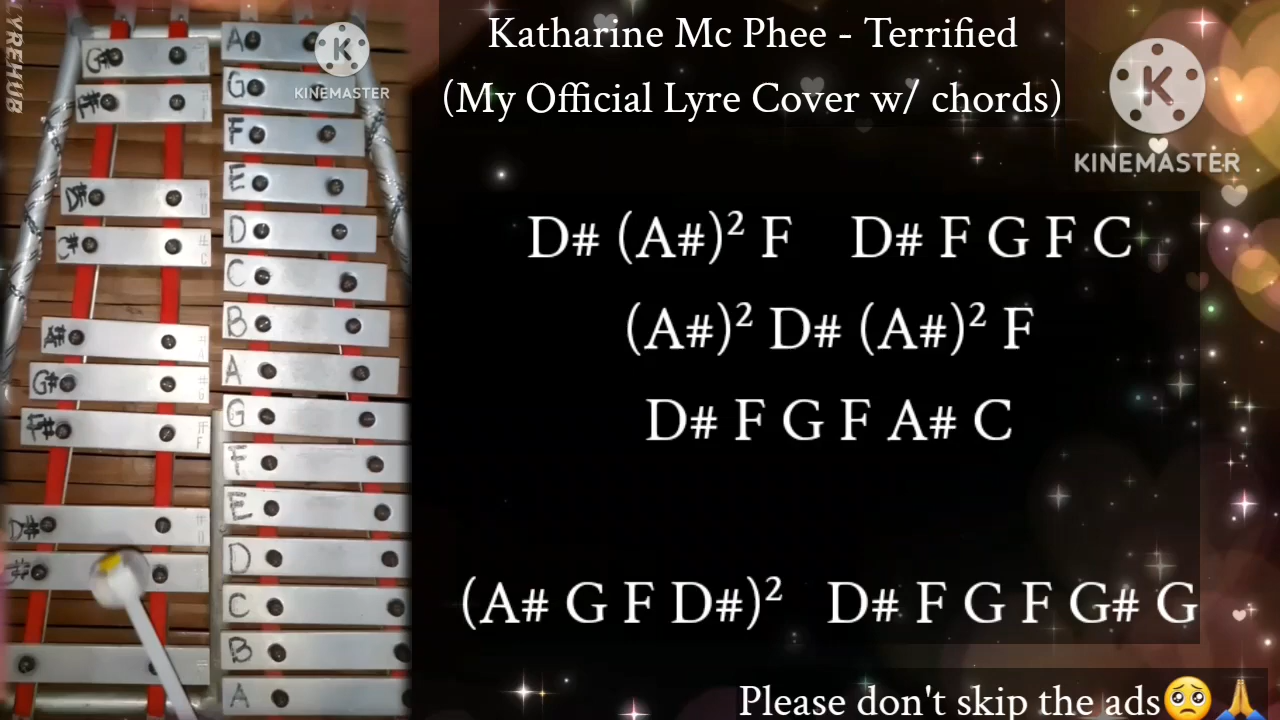 LYREHUB
Katharine Mc Phee - Terrified
(My Official Lyre Cover w/ chords)
KINEMASTER
KINEMASTER
D# (A#)² F D# F G F C
(A#)² D# (A#)² F
D# F G F A# C
(A# G F D#)² D# F G F G# G
Please don't skip the ads🥺🙏
G#
F#
D#
C#
A#
G#
F#
D#
C#
A
G
F
E
D
C
B
A
G
F
E
D
C
B
A